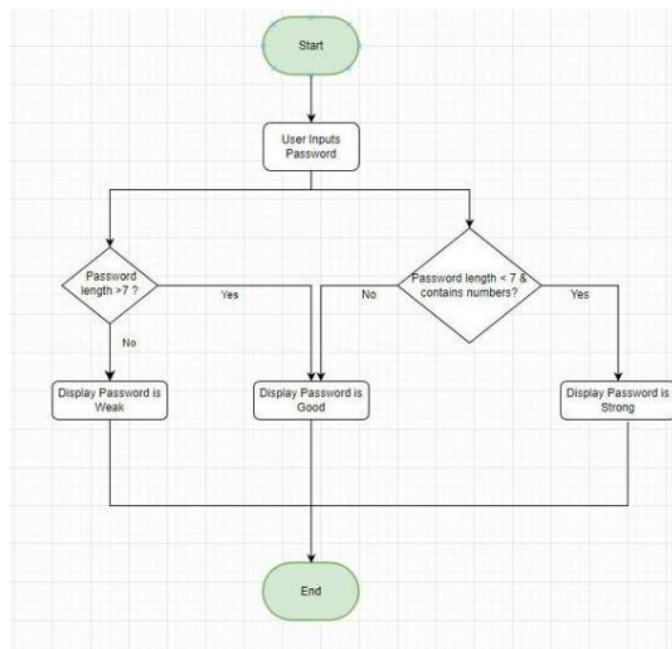 Start
User Inputs
Password
Password
length >7 ?
Password length < 7 &
contains numbers?
Yes
No
Yes
No
Display Password is
Weak
Display Password is
Good
Display Password is
Strong
End